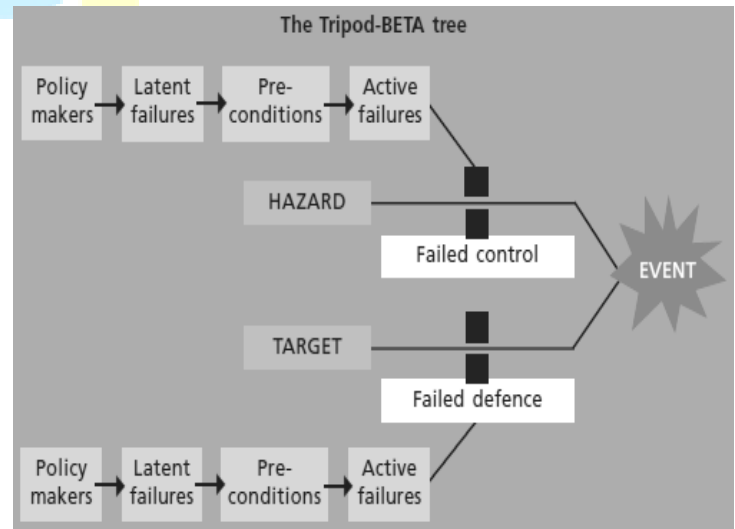 The Tripod-BETA tree
Policy makers
Latent failures
Pre-conditions
Active failures
HAZARD
Failed control
EVENT
TARGET
Failed defence
Policy makers
Latent failures
Pre-conditions
Active failures